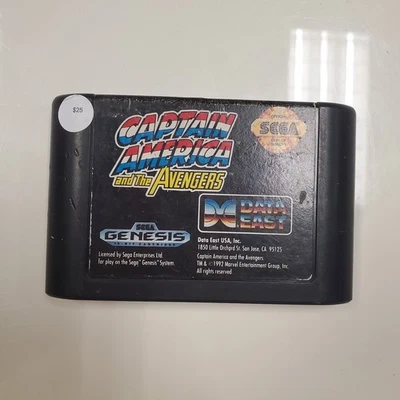 $25
CAPTAIN
AMERICA
and The AVENGERS
SEGA
DATA
EAST
SEGA
GENESIS
16-BIT CARTRIDGE
Licensed by Sega Enterprises Ltd.
for play on the Sega™ Genesis™ System.
Data East USA, Inc.
1850 Little Orchard St. San Jose, CA. 95125
Captain America and the Avengers
TM & © 1992 Marvel Entertainment Group, Inc.
All rights reserved.